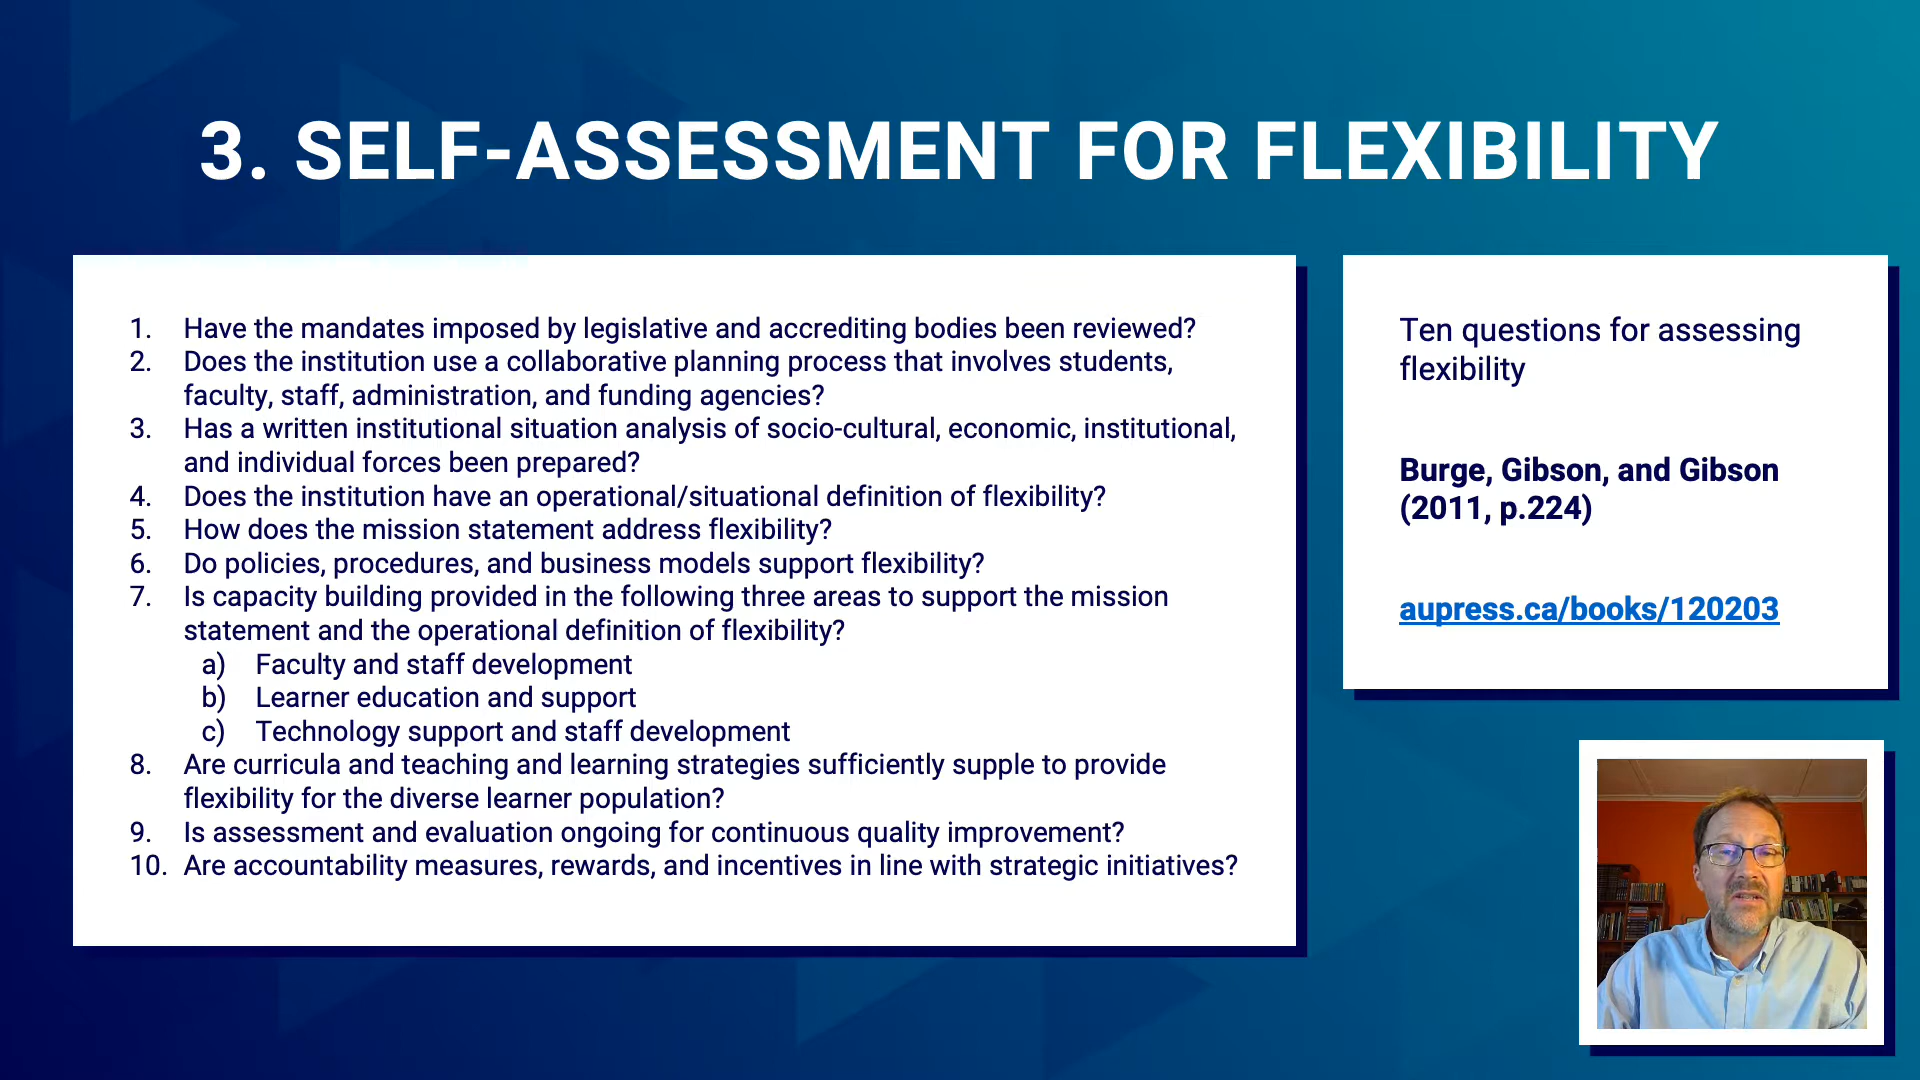 3. SELF-ASSESSMENT FOR FLEXIBILITY
1. Have the mandates imposed by legislative and accrediting bodies been reviewed?
2. Does the institution use a collaborative planning process that involves students,
faculty, staff, administration, and funding agencies?
3. Has a written institutional situation analysis of socio-cultural, economic, institutional,
and individual forces been prepared?
4. Does the institution have an operational/situational definition of flexibility?
5. How does the mission statement address flexibility?
6. Do policies, procedures, and business models support flexibility?
7. Is capacity building provided in the following three areas to support the mission
statement and the operational definition of flexibility?
a) Faculty and staff development
b) Learner education and support
c) Technology support and staff development
8. Are curricula and teaching and learning strategies sufficiently supple to provide
flexibility for the diverse learner population?
9. Is assessment and evaluation ongoing for continuous quality improvement?
10. Are accountability measures, rewards, and incentives in line with strategic initiatives?
Ten questions for assessing
flexibility
Burge, Gibson, and Gibson
(2011, p.224)
aupress.ca/books/120203